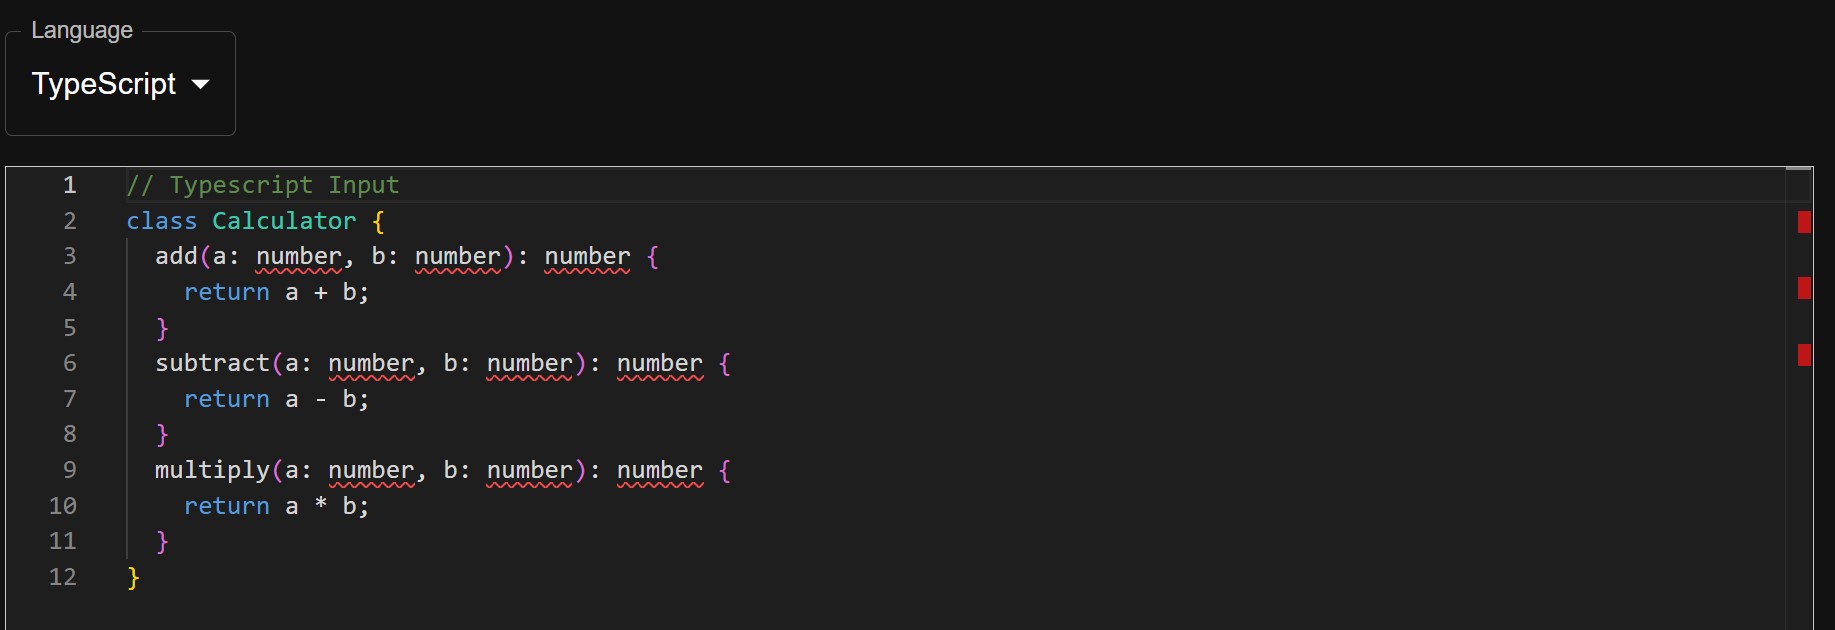 Language
TypeScript
1 // Typescript Input
2 class Calculator {
3   add(a: number, b: number): number {
4     return a + b;
5   }
6   subtract(a: number, b: number): number {
7     return a - b;
8   }
9   multiply(a: number, b: number): number {
10     return a * b;
11   }
12 }